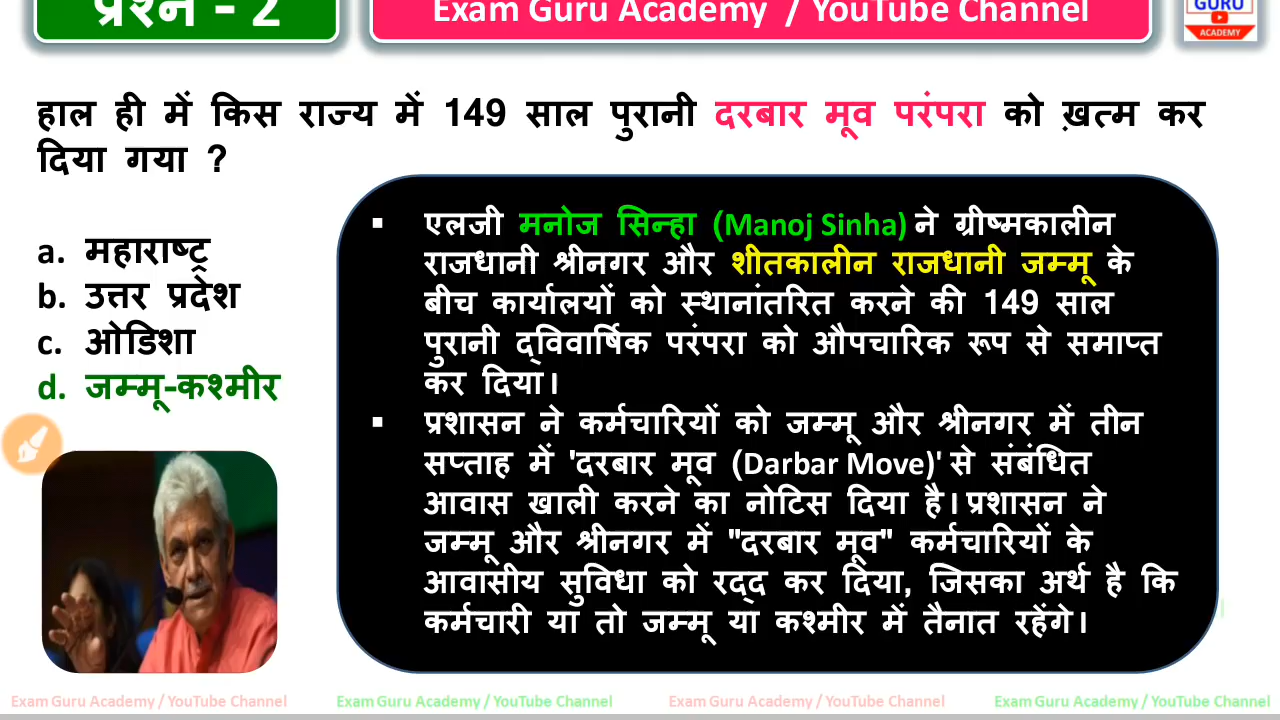 प्रश्न - 2
Exam Guru Academy / YouTube Channel
GURU
ACADEMY
हाल ही में किस राज्य में 149 साल पुरानी दरबार मूव परंपरा को ख़त्म कर
दिया गया ?
a. महाराष्ट्र
b. उत्तर प्रदेश
c. ओडिशा
d. जम्मू-कश्मीर
▪ एलजी मनोज सिन्हा (Manoj Sinha) ने ग्रीष्मकालीन
राजधानी श्रीनगर और शीतकालीन राजधानी जम्मू के
बीच कार्यालयों को स्थानांतरित करने की 149 साल
पुरानी द्विवार्षिक परंपरा को औपचारिक रूप से समाप्त
कर दिया।
▪ प्रशासन ने कर्मचारियों को जम्मू और श्रीनगर में तीन
सप्ताह में 'दरबार मूव (Darbar Move)' से संबंधित
आवास खाली करने का नोटिस दिया है। प्रशासन ने
जम्मू और श्रीनगर में "दरबार मूव" कर्मचारियों के
आवासीय सुविधा को रद्द कर दिया, जिसका अर्थ है कि
कर्मचारी या तो जम्मू या कश्मीर में तैनात रहेंगे।
Exam Guru Academy / YouTube Channel Exam Guru Academy / YouTube Channel Exam Guru Academy / YouTube Channel Exam Guru Academy / YouTube Channel